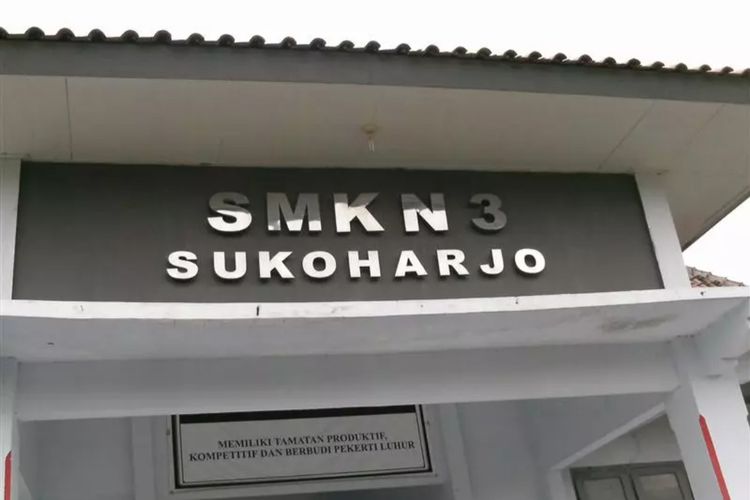 SMKN 3
SUKOHARJO
MEMILIKI TAMATAN PRODUKTIF,
KOMPETITIF DAN BERBUDI PEKERTI LUHUR